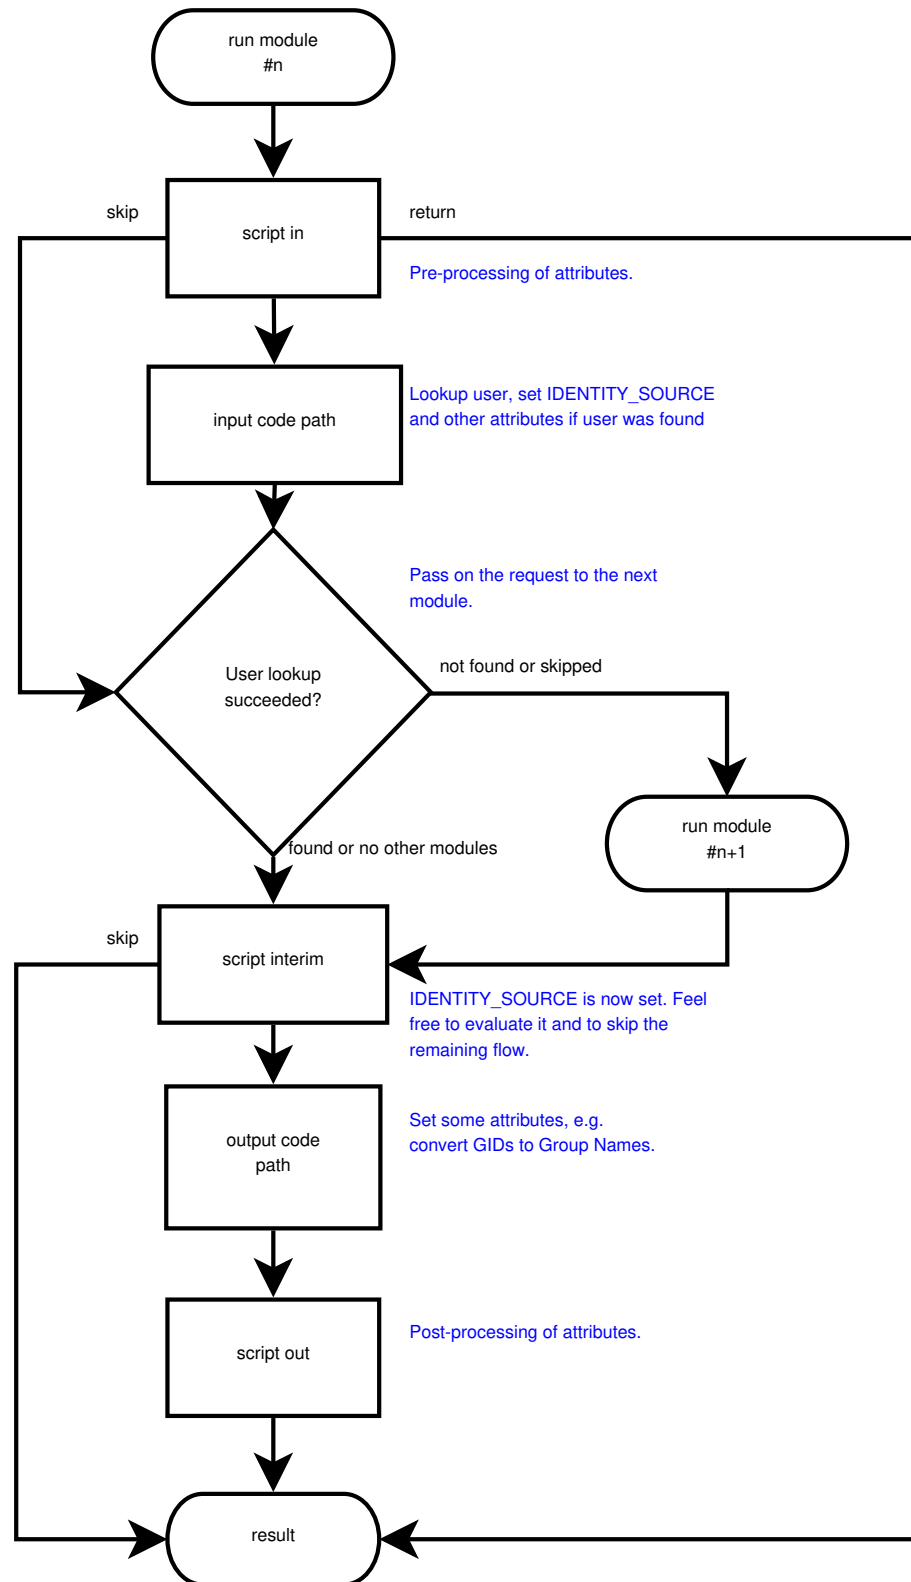 run module
#n
skip
return
script in
Pre-processing of attributes.
Lookup user, set IDENTITY_SOURCE
and other attributes if user was found
input code path
Pass on the request to the next
module.
User lookup
succeeded?
not found or skipped
run module
#n+1
found or no other modules
skip
script interim
IDENTITY_SOURCE is now set. Feel
free to evaluate it and to skip the
remaining flow.
output code
path
Set some attributes, e.g.
convert GIDs to Group Names.
script out
Post-processing of attributes.
result